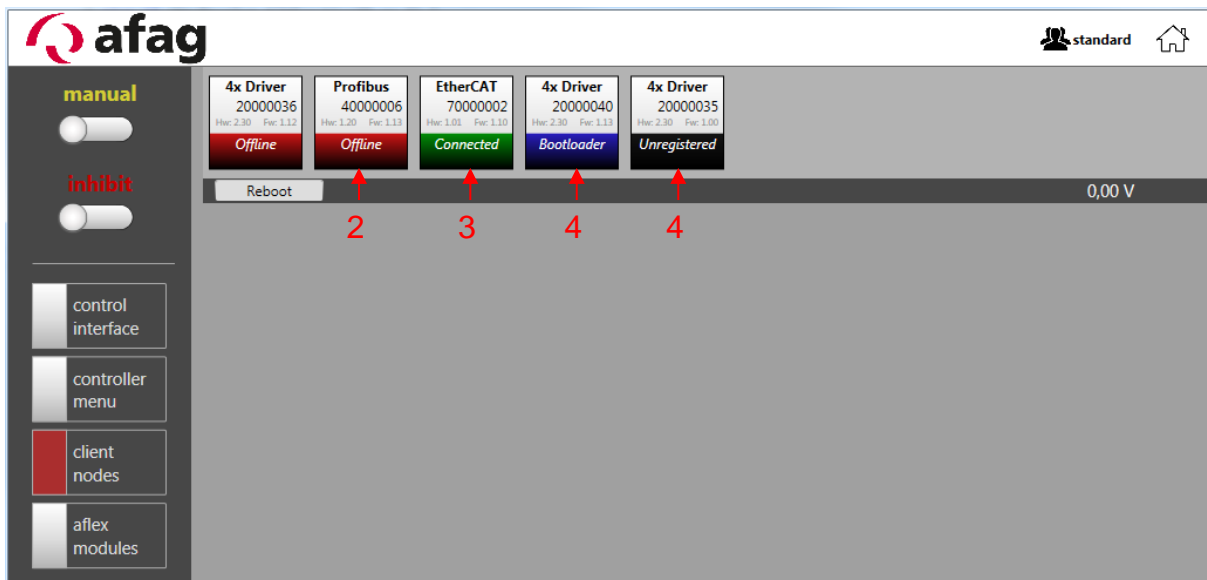 afag
standard
manual
inhibit
control
interface
controller
menu
client
nodes
aflex
modules
4x Driver
20000036
Hw: 2.30 Fw: 1.12
Offline
Profibus
40000006
Hw: 1.20 Fw: 1.13
Offline
EtherCAT
70000002
Hw: 1.01 Fw: 1.10
Connected
4x Driver
20000040
Hw: 2.30 Fw: 1.13
Bootloader
4x Driver
20000035
Hw: 2.30 Fw: 1.00
Unregistered
Reboot
0,00 V
2
3
4
4